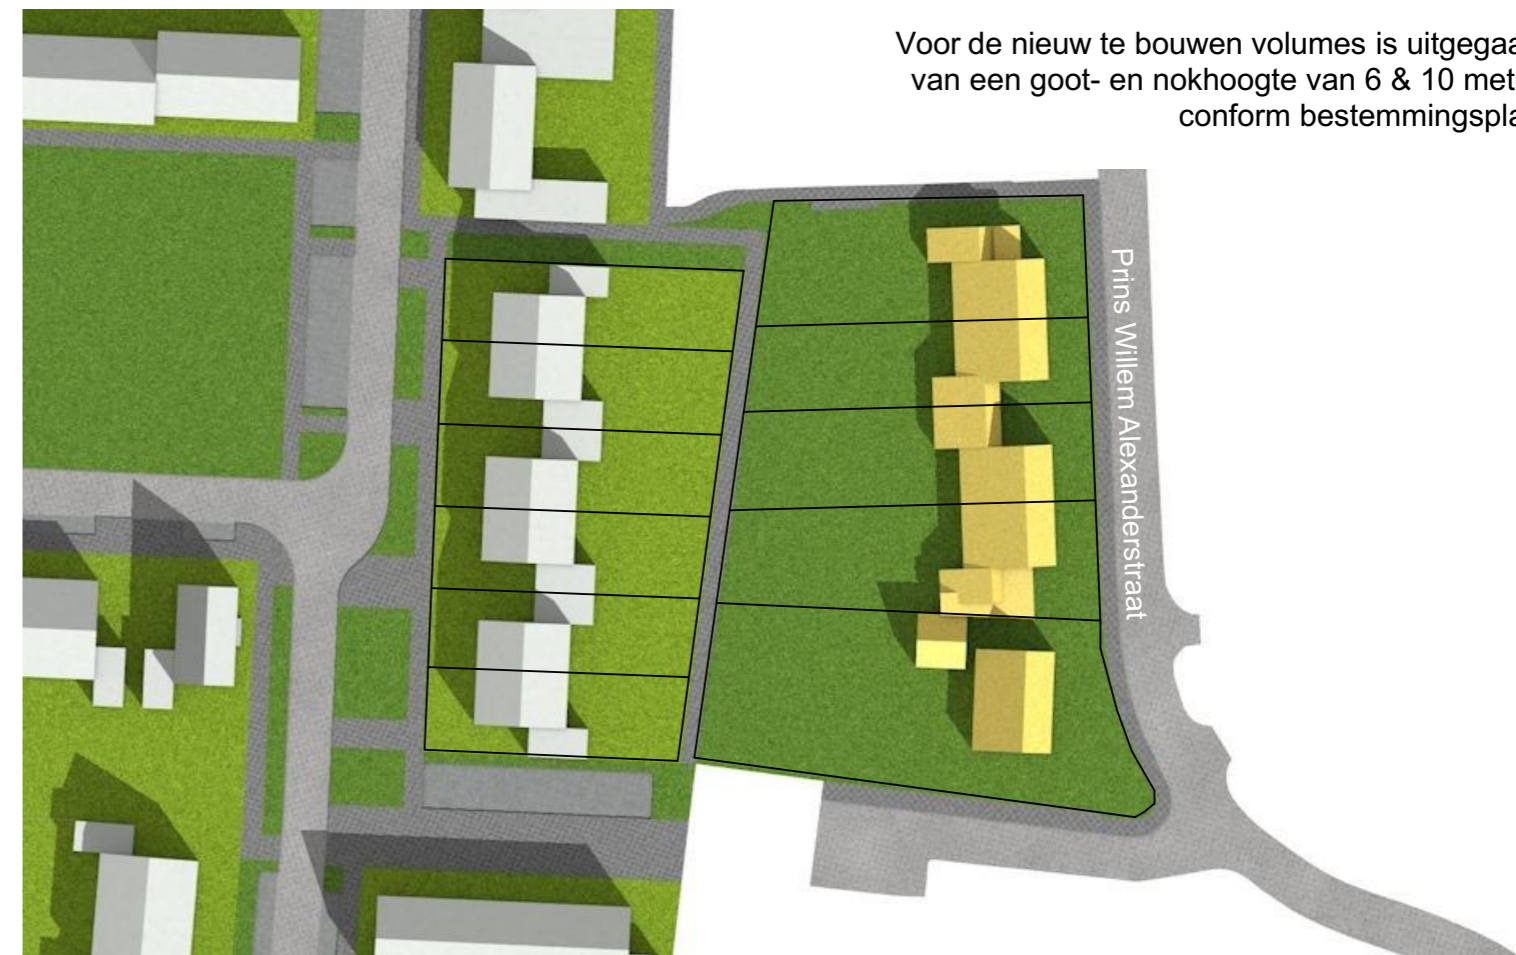 Voor de nieuw te bouwen volumes is uitgegaa
van een goot- en nokhoogte van 6 & 10 mete
conform bestemmingspla
Prins Willem Alexanderstraat